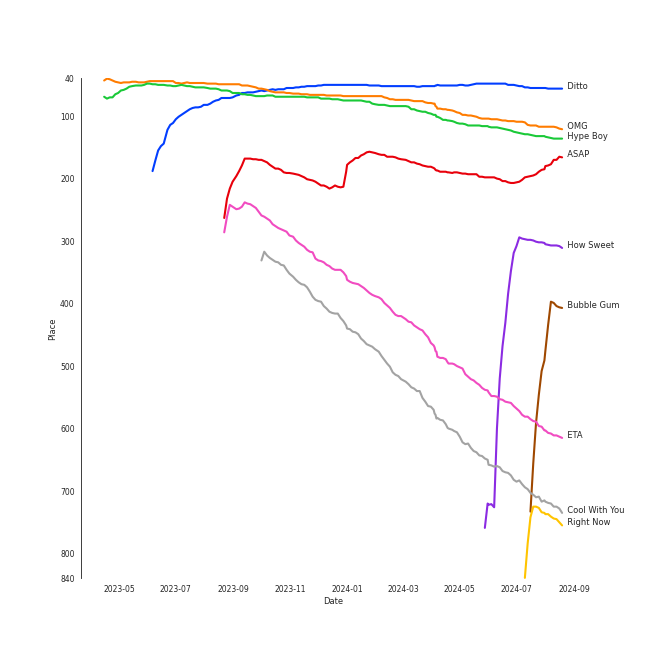 40
100
200
300
400
500
600
700
800
840
Place
2023-05
2023-07
2023-09
2023-11
2024-01
2024-03
2024-05
2024-07
2024-09
Date
Ditto
OMG
Hype Boy
ASAP
How Sweet
Bubble Gum
ETA
Cool With You
Right Now